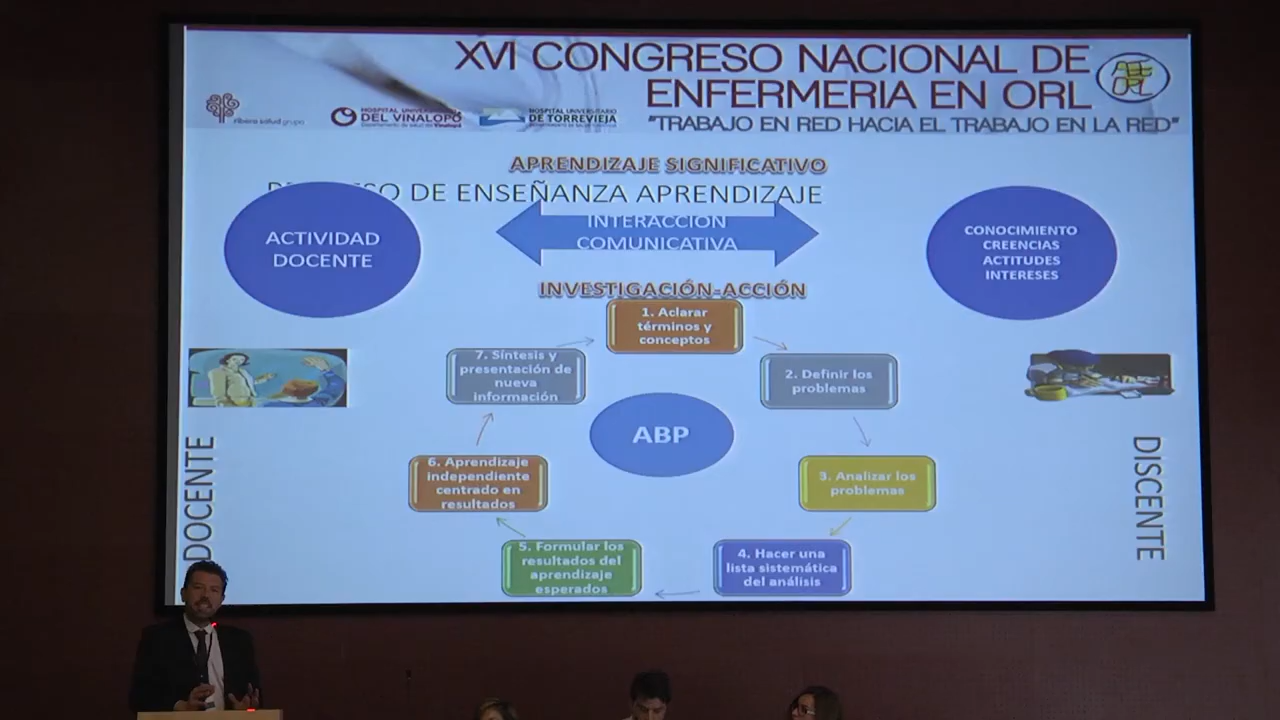 XVI CONGRESO NACIONAL DE
ENFERMERIA EN ORL
"TRABAJO EN RED HACIA EL TRABAJO EN LA RED"
ribera salud grupo
HOSPITAL UNIVERSITARIO
DEL VINALOPÓ
HOSPITAL UNIVERSITARIO
DE TORREVIEJA
APRENDIZAJE SIGNIFICATIVO
DE ENSEÑANZA APRENDIZAJE
ACTIVIDAD
DOCENTE
INTERACCIÓN
COMUNICATIVA
CONOCIMIENTO
CREENCIAS
ACTITUDES
INTERESES
INVESTIGACIÓN-ACCIÓN
1. Aclarar
términos y
conceptos
2. Definir los
problemas
3. Analizar los
problemas
4. Hacer una
lista sistemática
del análisis
5. Formular los
resultados del
aprendizaje
esperados
6. Aprendizaje
independiente
centrado en
resultados
7. Síntesis y
presentación de
nueva
información
ABP
DOCENTE
DISCENTE